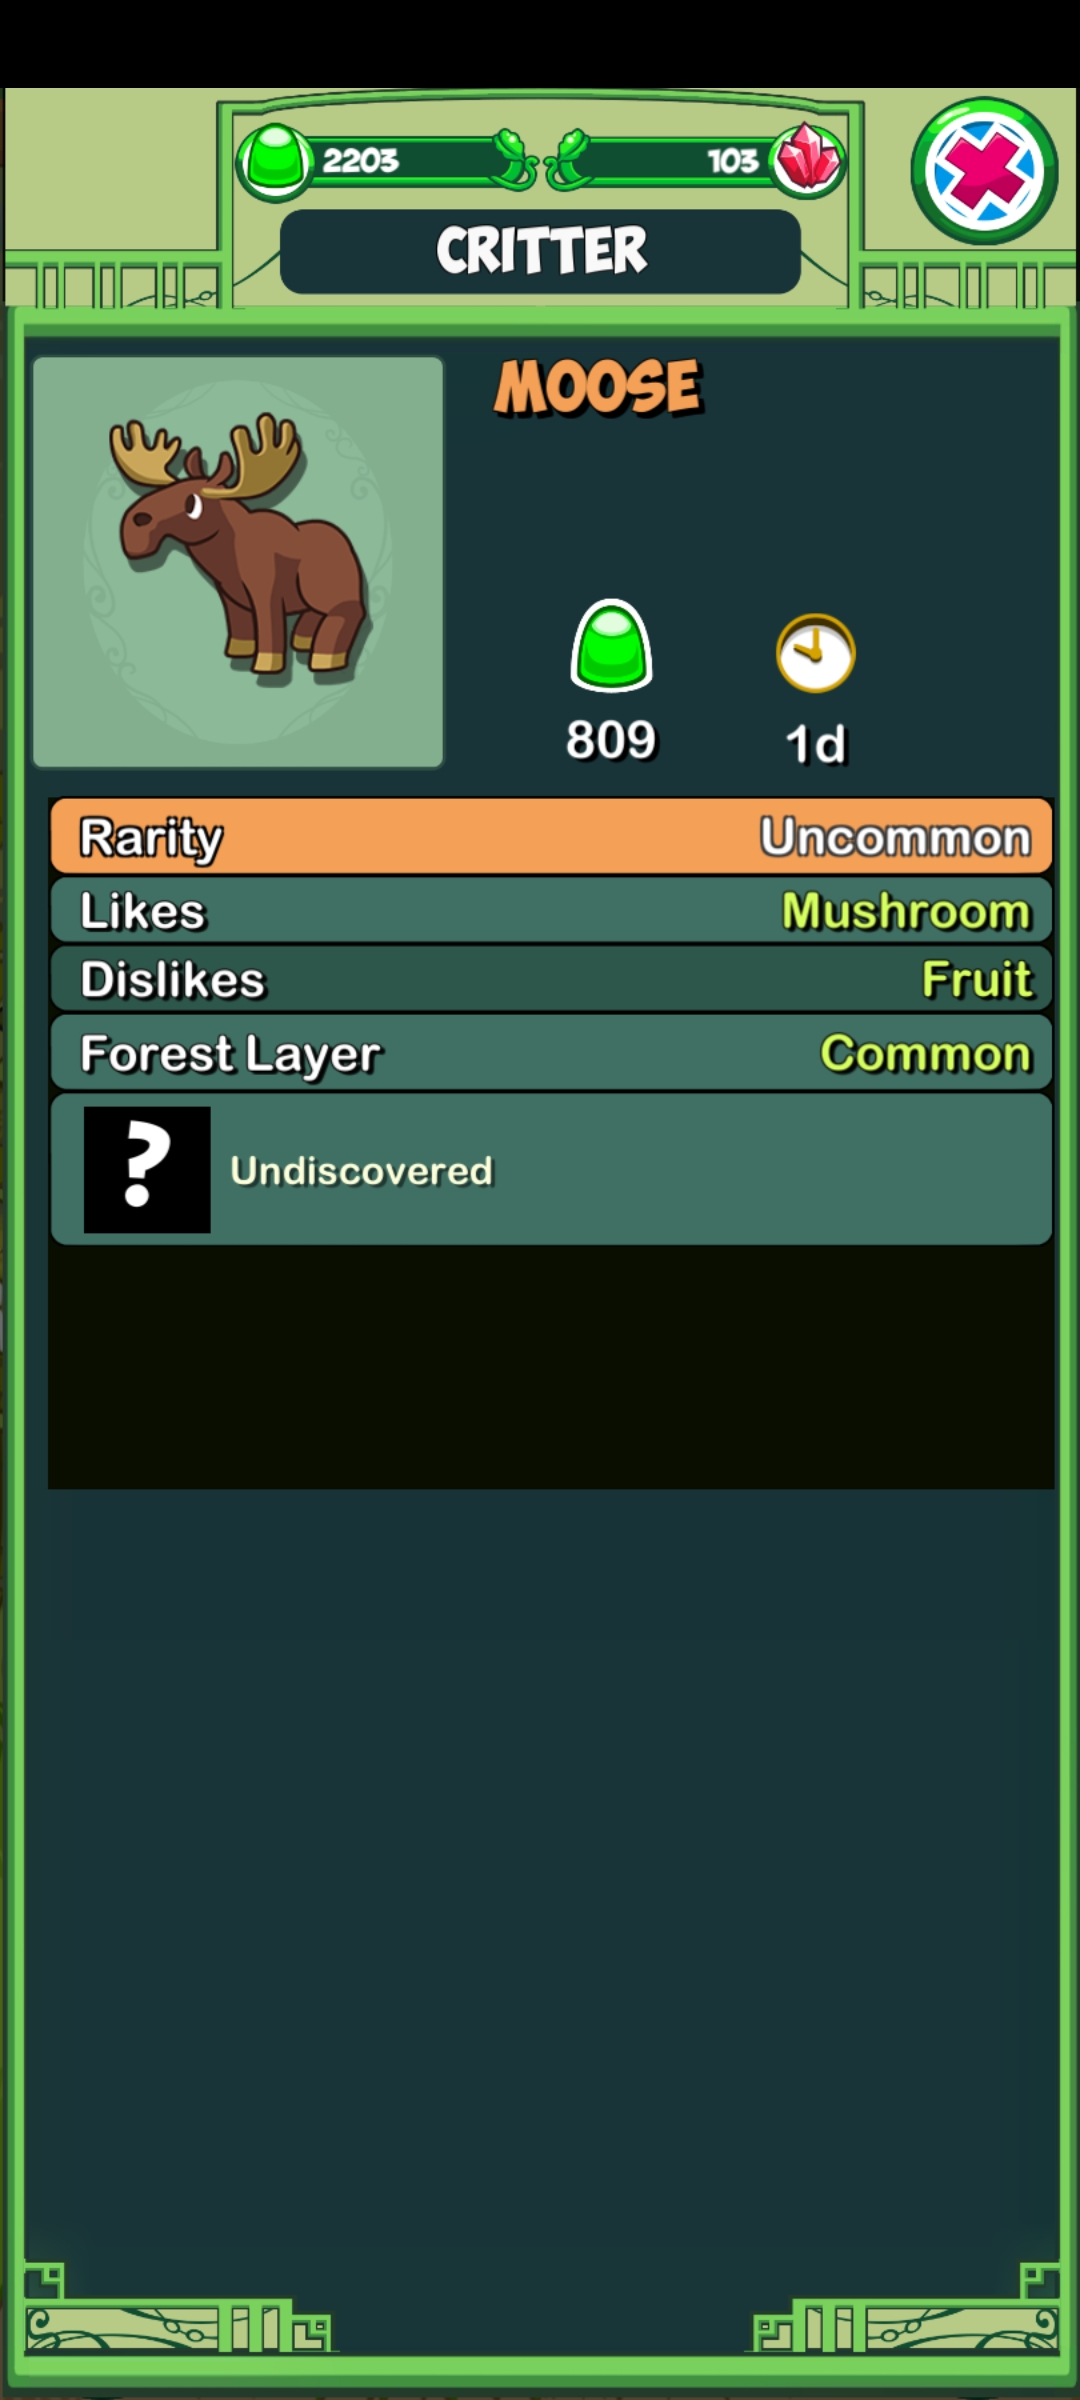 2203 103
CRITTER
MOOSE
809 1d
Rarity Uncommon
Likes Mushroom
Dislikes Fruit
Forest Layer Common
? Undiscovered